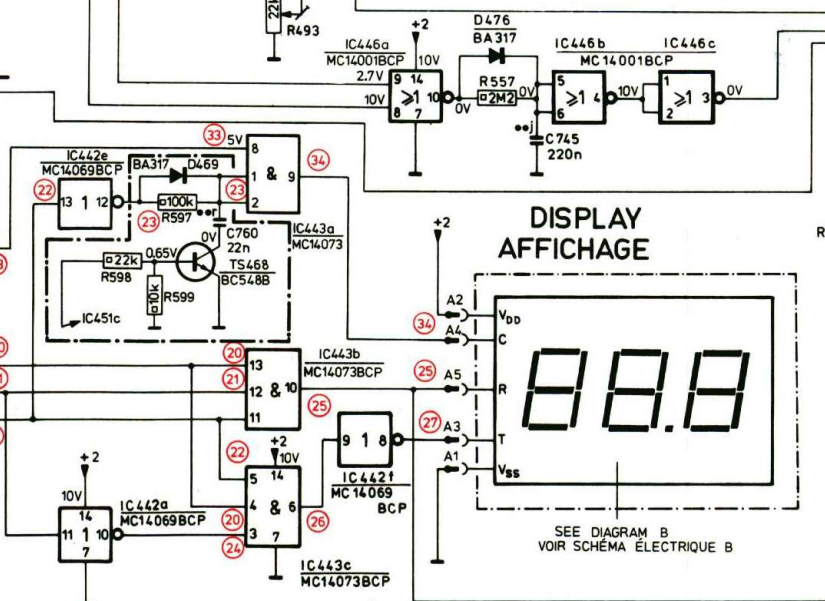 22k
R493
+2
D476
BA317
IC446a
MC14001BCP
10V
2.7V
9 14
≥1 10
8 7
10V
0V
R557
2M2
0V
5
≥1 4
6
IC446b IC446c
MC14001BCP
10V
1
≥1 3
2
0V
C745
220n
33
5V
8
1 & 9
2
34
IC442e
MC14069BCP
22
13 1 12
BA317 D469
100k
R597
23
23
IC443a
MC14073
C760
22n
0V
TS468
BC548B
22k
R598
0.65V
10k
R599
IC451c
DISPLAY
AFFICHAGE
+2
A2
VDD
34
A4
C
25
A5
R
27
A3
T
A1
VSS
88.8
20
13
21
12 & 10
11
IC443b
MC14073BCP
25
22
+2
10V
14
5
4 & 6
3
7
20
24
26
IC443c
MC14073BCP
9 1 8
IC442f
MC14069
BCP
+2
10V
14
11 1 10
7
IC442a
MC14069BCP
SEE DIAGRAM B
VOIR SCHÉMA ÉLECTRIQUE B
R